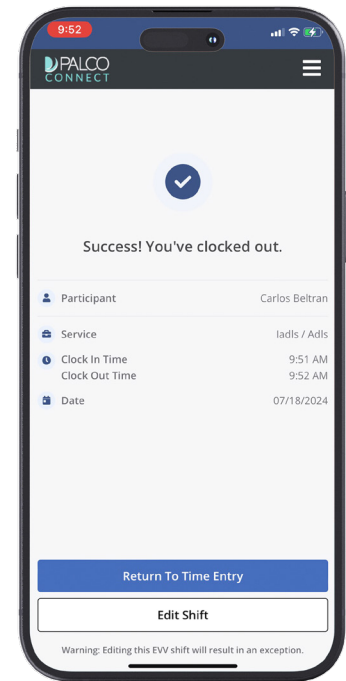 9:52
PALCO
CONNECT
Success! You've clocked out.
Participant Carlos Beltran
Service Iadls / Adls
Clock In Time 9:51 AM
Clock Out Time 9:52 AM
Date 07/18/2024
Return To Time Entry
Edit Shift
Warning: Editing this EVV shift will result in an exception.